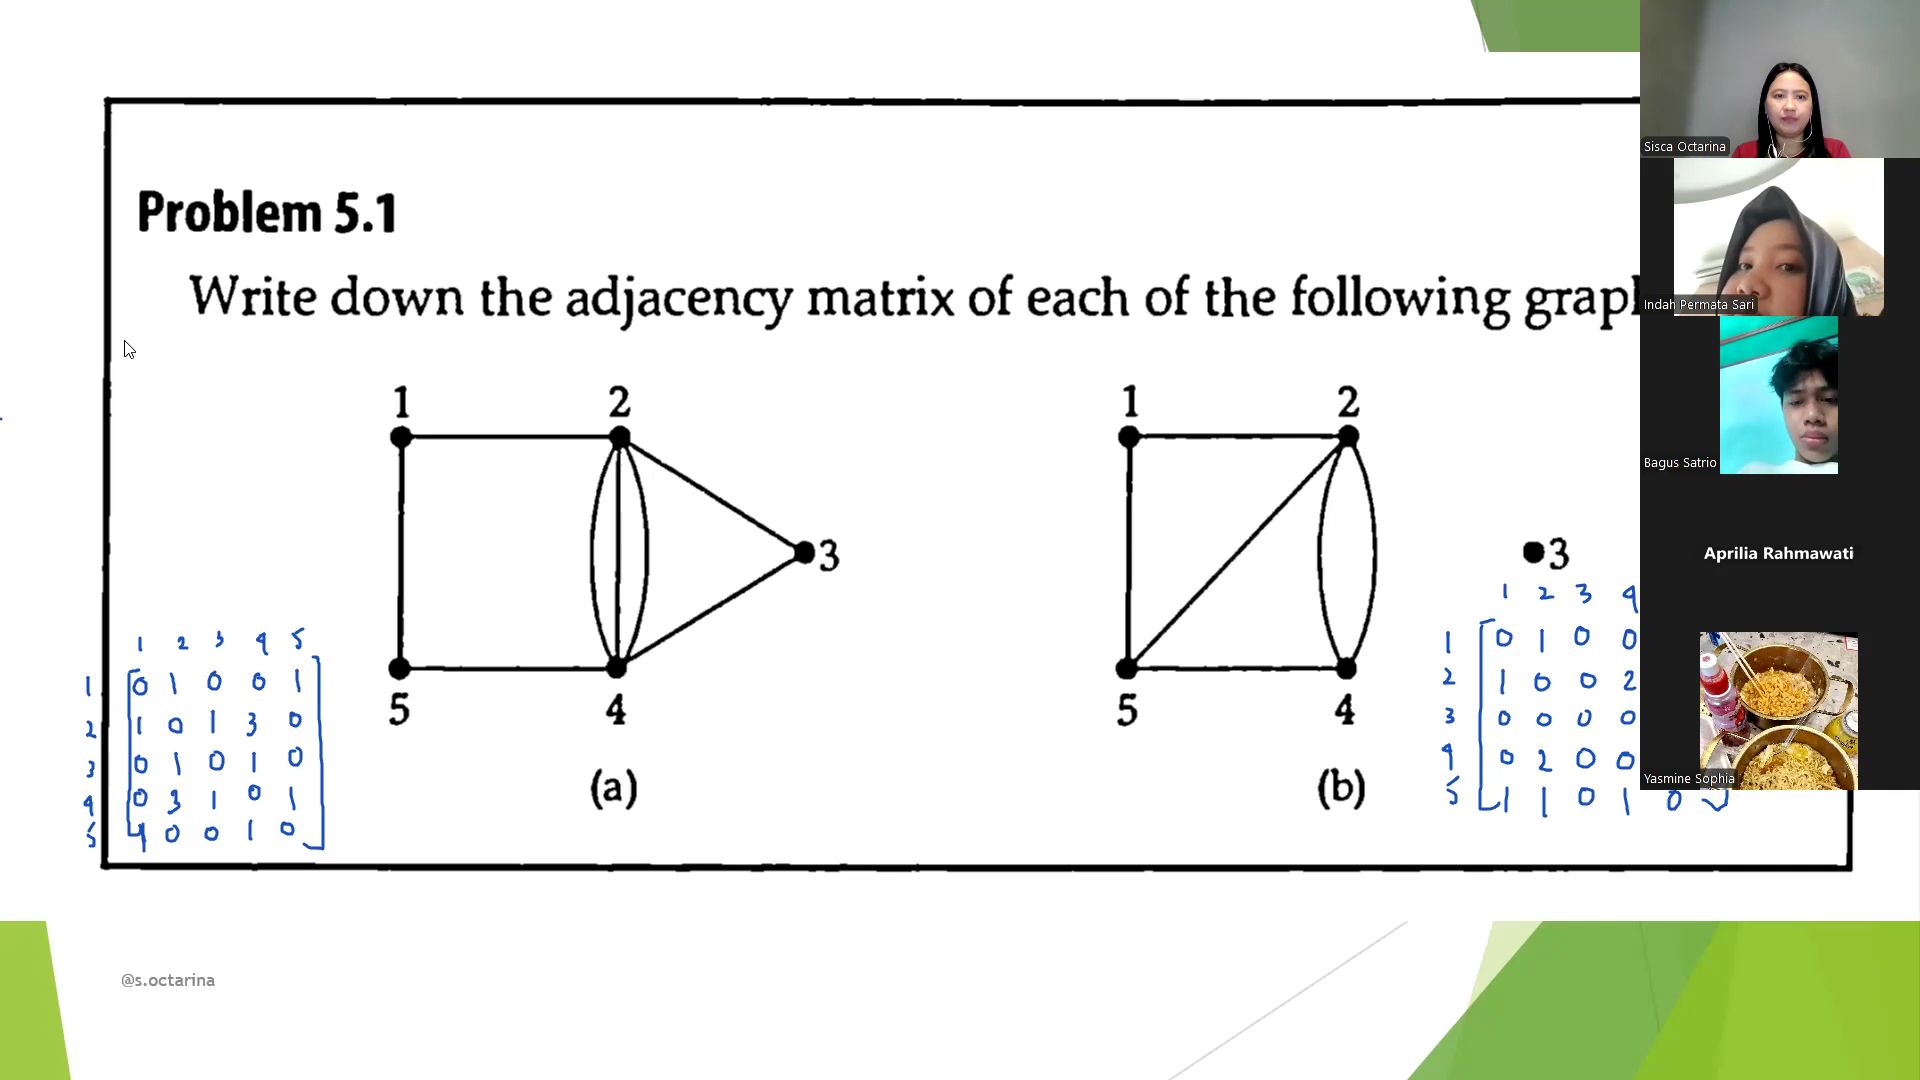 Problem 5.1
Write down the adjacency matrix of each of the following grap
1 2
3
5 4
(a)
1 2 3 4 5
1 0 1 0 0 1
2 1 0 1 3 0
3 0 1 0 1 0
4 0 3 1 0 1
5 1 0 0 1 0
1 2
3
5 4
(b)
1 2 3 4
1 0 1 0 0
2 1 0 0 2
3 0 0 0 0
4 0 2 0 0
5 1 1 0 1 0
@s.octarina
Sisca Octarina
Indah Permata Sari
Bagus Satrio
Aprilia Rahmawati
Yasmine Sophia